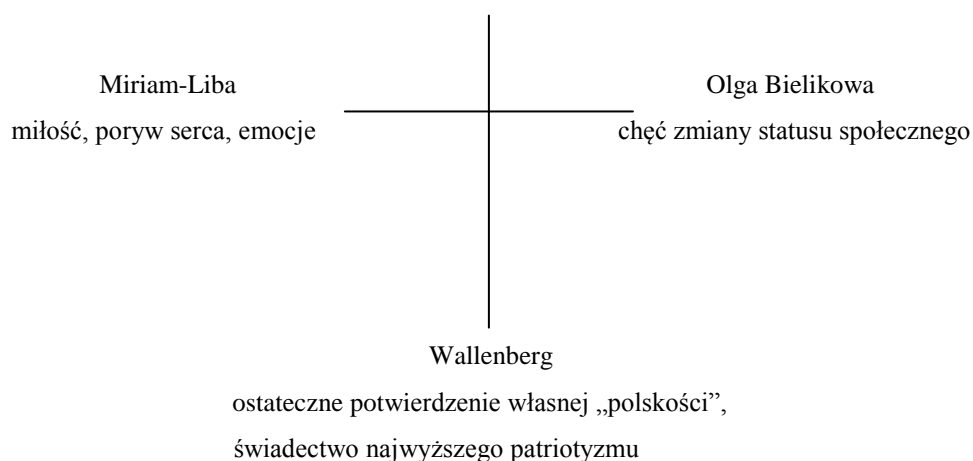 Miriam-Liba
miłość, poryw serca, emocje
Olga Bielikowa
chęć zmiany statusu społecznego
Wallenberg
ostateczne potwierdzenie własnej „polskości”,
świadectwo najwyższego patriotyzmu